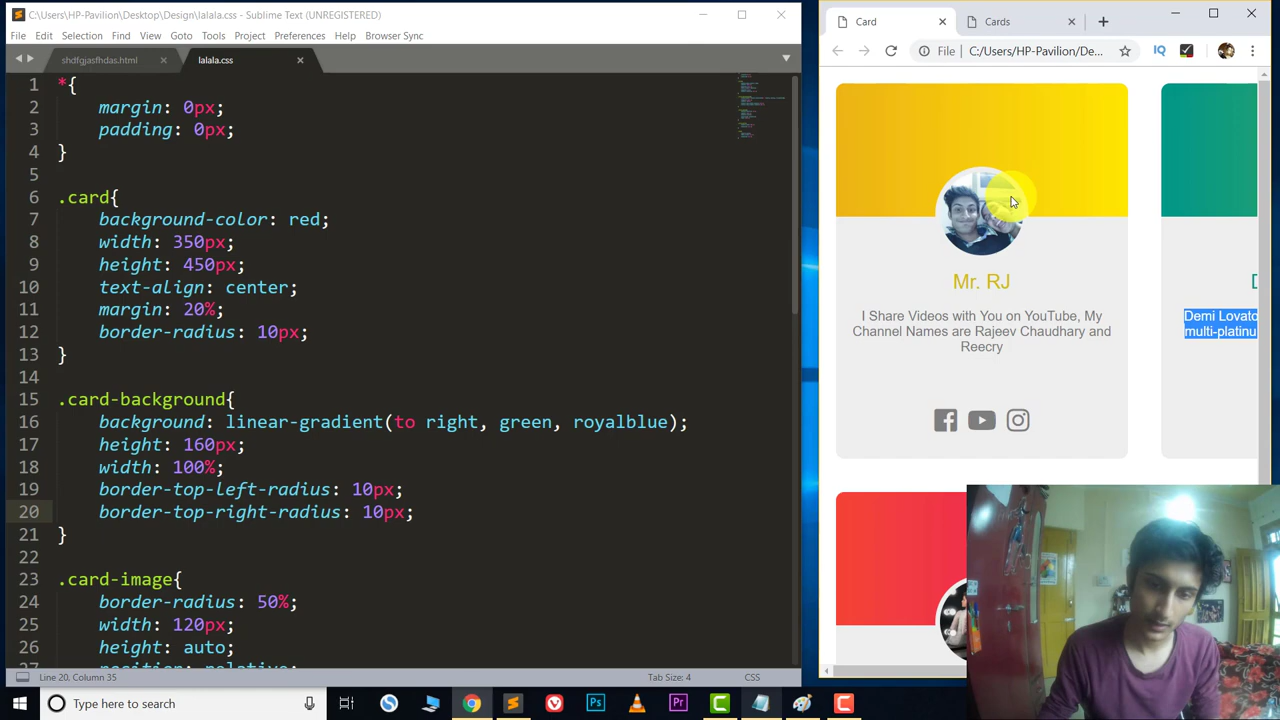 C:\Users\HP-Pavilion\Desktop\Design\lalala.css - Sublime Text (UNREGISTERED)
File Edit Selection Find View Goto Tools Project Preferences Help Browser Sync
shdfgjasfhdas.html
lalala.css
1 *{
2 margin: 0px;
3 padding: 0px;
4 }
5
6 .card{
7 background-color: red;
8 width: 350px;
9 height: 450px;
10 text-align: center;
11 margin: 20%;
12 border-radius: 10px;
13 }
14
15 .card-background{
16 background: linear-gradient(to right, green, royalblue);
17 height: 160px;
18 width: 100%;
19 border-top-left-radius: 10px;
20 border-top-right-radius: 10px;
21 }
22
23 .card-image{
24 border-radius: 50%;
25 width: 120px;
26 height: auto;
27 position: relative;
Line 20, Column 35
Tab Size: 4
CSS
Card
Cards
File C:/Users/HP-Pavilion/De...
IQ
Mr. RJ
I Share Videos with You on YouTube, My
Channel Names are Rajeev Chaudhary and
Reecry
Demi Lovato
multi-platinu
Type here to search
Ps
Pr